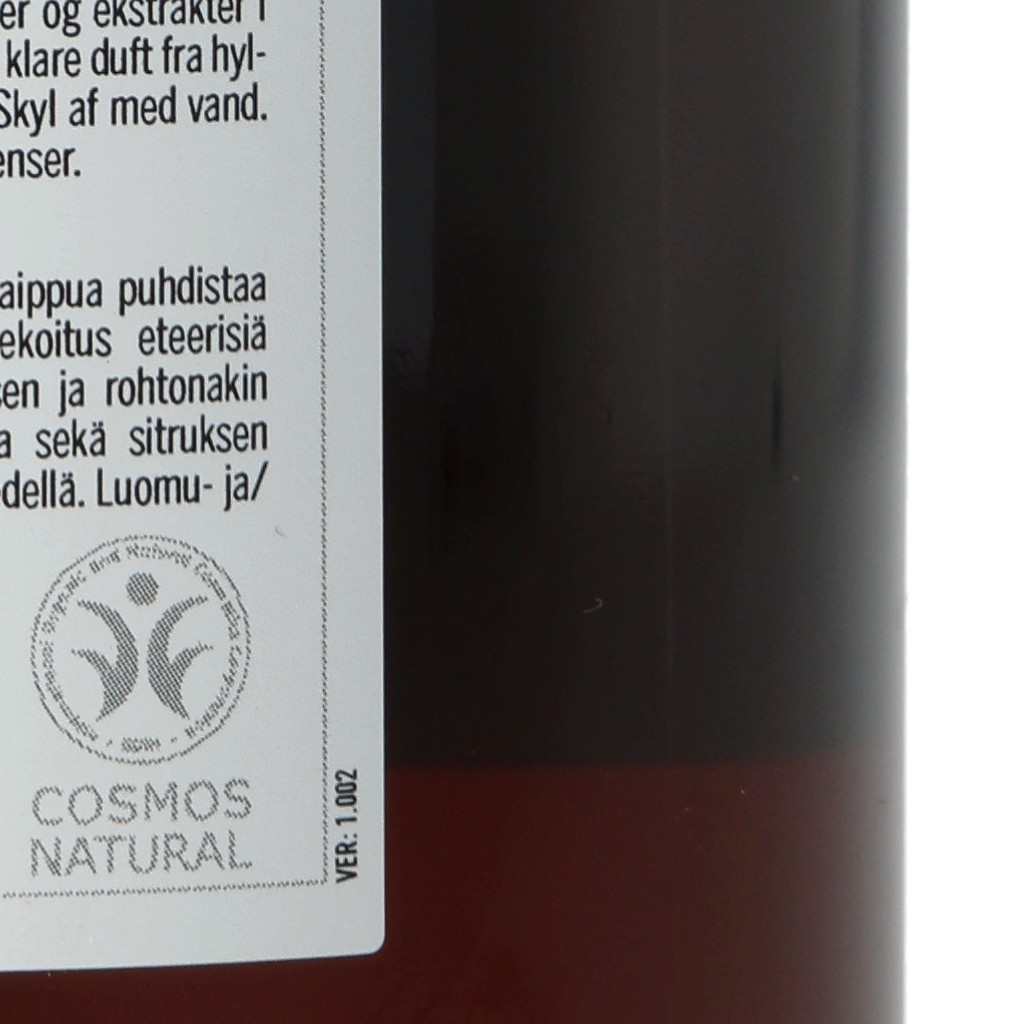 er og ekstrakter i
klare duft fra hyl-
Skyl af med vand.
enser.
aippua puhdistaa
ekoitus eteerisiä
sen ja rohtonakin
a sekä sitruksen
dellä. Luomu- ja/
COSMOS
NATURAL
VER: 1.002